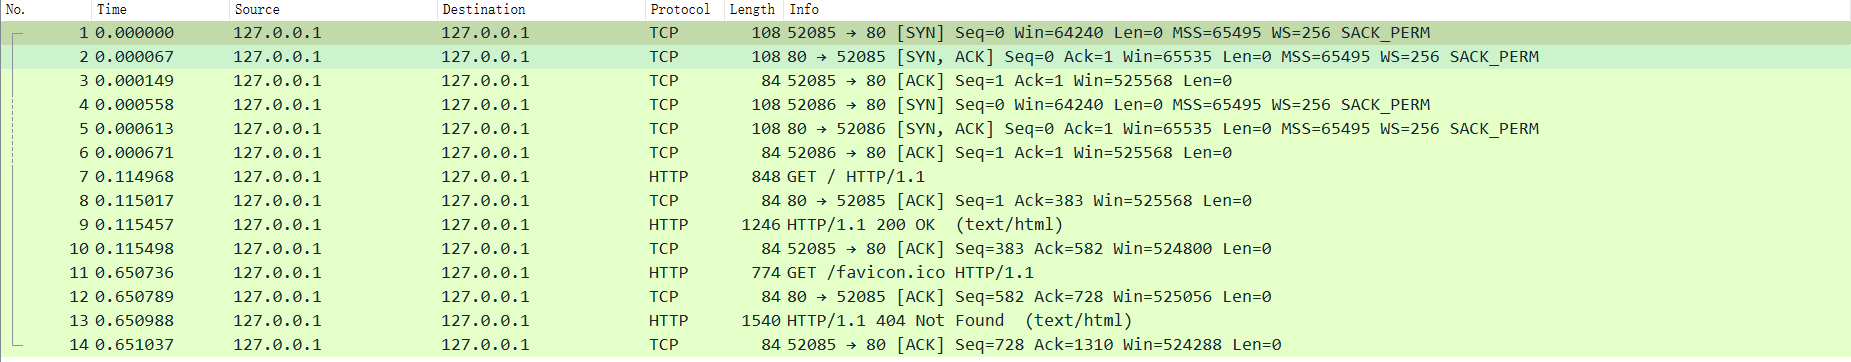 No. Time Source Destination Protocol Length Info
1 0.000000 127.0.0.1 127.0.0.1 TCP 108 52085 → 80 [SYN] Seq=0 Win=64240 Len=0 MSS=65495 WS=256 SACK_PERM
2 0.000067 127.0.0.1 127.0.0.1 TCP 108 80 → 52085 [SYN, ACK] Seq=0 Ack=1 Win=65535 Len=0 MSS=65495 WS=256 SACK_PERM
3 0.000149 127.0.0.1 127.0.0.1 TCP 84 52085 → 80 [ACK] Seq=1 Ack=1 Win=525568 Len=0
4 0.000558 127.0.0.1 127.0.0.1 TCP 108 52086 → 80 [SYN] Seq=0 Win=64240 Len=0 MSS=65495 WS=256 SACK_PERM
5 0.000613 127.0.0.1 127.0.0.1 TCP 108 80 → 52086 [SYN, ACK] Seq=0 Ack=1 Win=65535 Len=0 MSS=65495 WS=256 SACK_PERM
6 0.000671 127.0.0.1 127.0.0.1 TCP 84 52086 → 80 [ACK] Seq=1 Ack=1 Win=525568 Len=0
7 0.114968 127.0.0.1 127.0.0.1 HTTP 848 GET / HTTP/1.1
8 0.115017 127.0.0.1 127.0.0.1 TCP 84 80 → 52085 [ACK] Seq=1 Ack=383 Win=525568 Len=0
9 0.115457 127.0.0.1 127.0.0.1 HTTP 1246 HTTP/1.1 200 OK  (text/html)
10 0.115498 127.0.0.1 127.0.0.1 TCP 84 52085 → 80 [ACK] Seq=383 Ack=582 Win=524800 Len=0
11 0.650736 127.0.0.1 127.0.0.1 HTTP 774 GET /favicon.ico HTTP/1.1
12 0.650789 127.0.0.1 127.0.0.1 TCP 84 80 → 52085 [ACK] Seq=582 Ack=728 Win=525056 Len=0
13 0.650988 127.0.0.1 127.0.0.1 HTTP 1540 HTTP/1.1 404 Not Found  (text/html)
14 0.651037 127.0.0.1 127.0.0.1 TCP 84 52085 → 80 [ACK] Seq=728 Ack=1310 Win=524288 Len=0